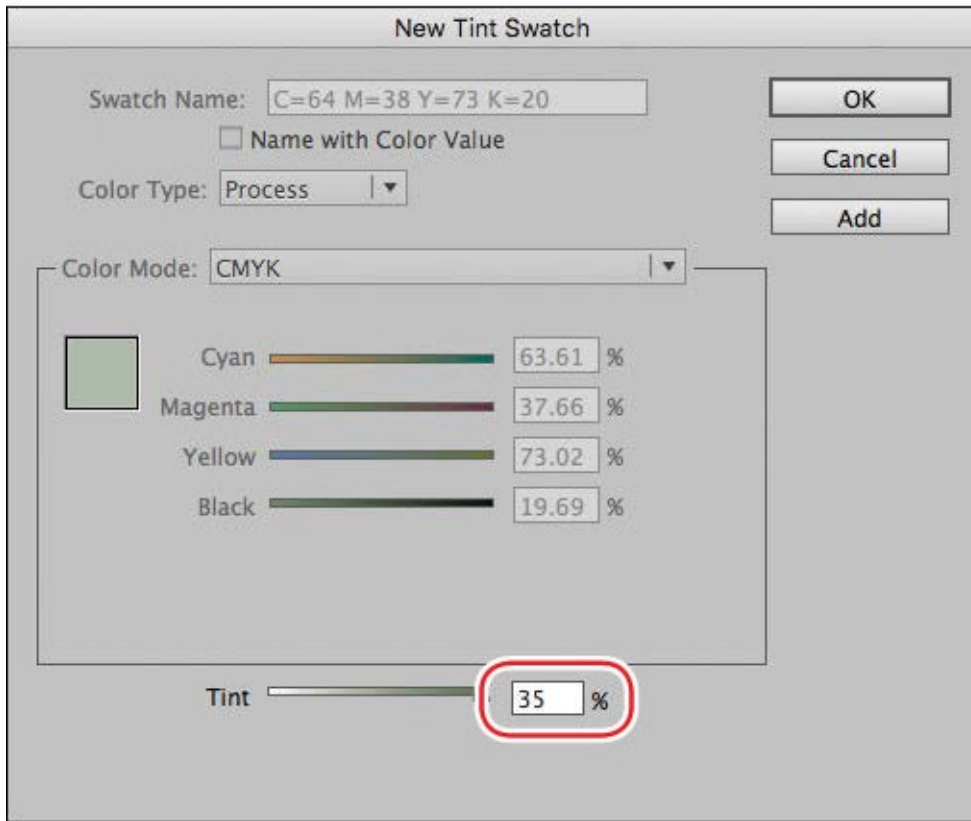 New Tint Swatch
Swatch Name: C=64 M=38 Y=73 K=20
OK
Name with Color Value
Cancel
Color Type: Process
Add
Color Mode: CMYK
Cyan 63.61 %
Magenta 37.66 %
Yellow 73.02 %
Black 19.69 %
Tint 35 %